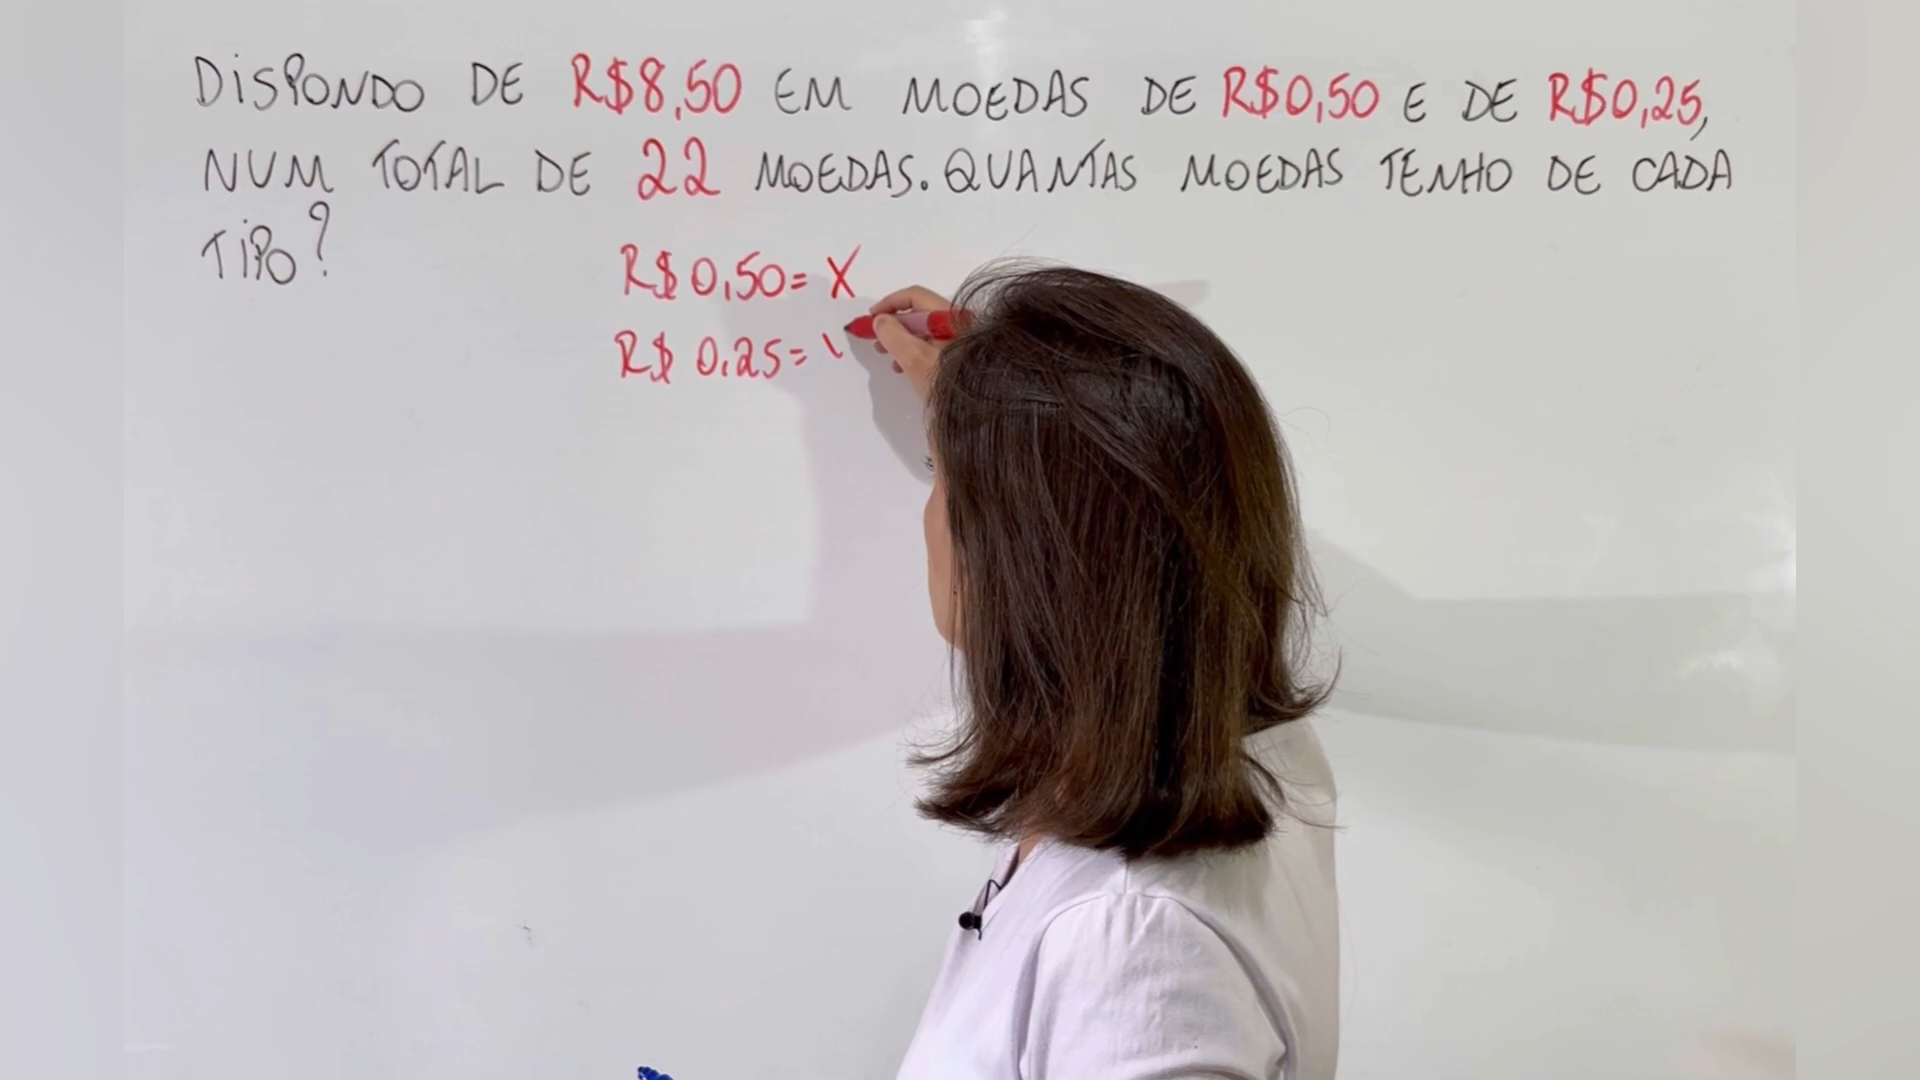 DISPONDO DE R$8,50 EM MOEDAS DE R$0,50 E DE R$0,25,
NUM TOTAL DE 22 MOEDAS. QUANTAS MOEDAS TENHO DE CADA
TIPO?
R$ 0,50 = X
R$ 0,25 =